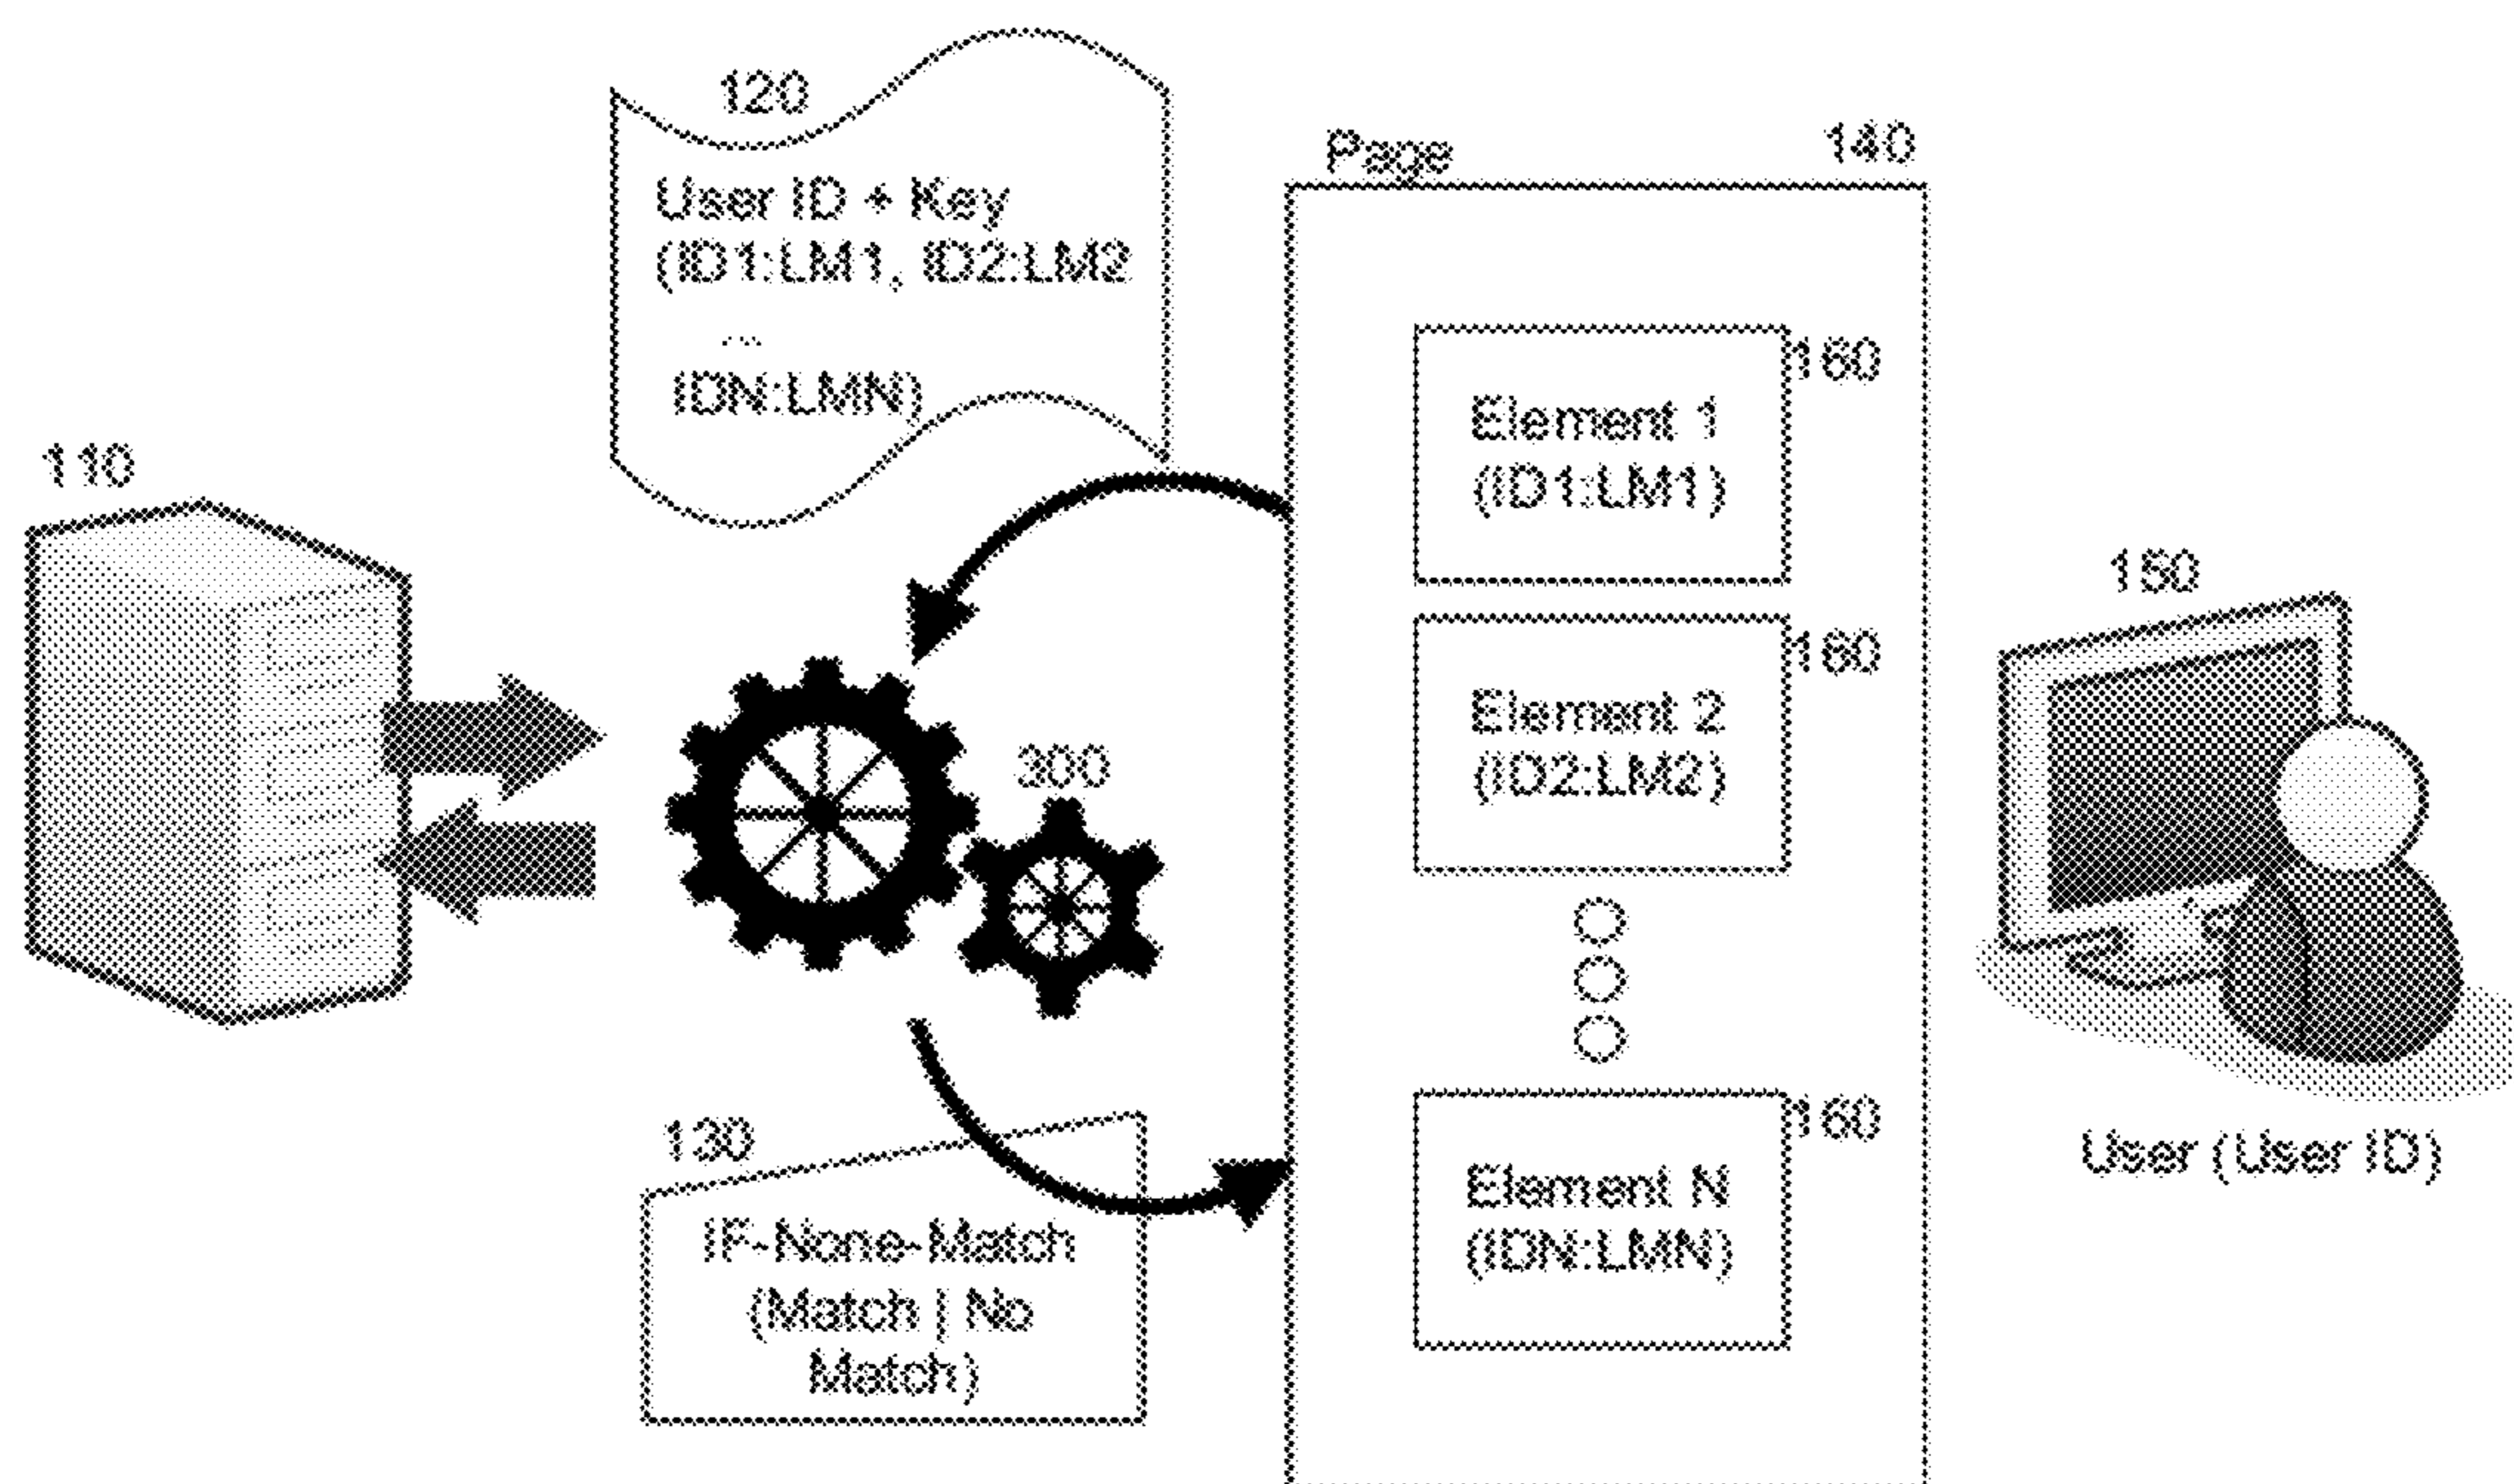 120
User ID + Key
(ID1:LM1, ID2:LM2
...
IDN:LMN)
Page
140
160
Element 1
(ID1:LM1)
110
150
160
Element 2
(ID2:LM2)
300
130
IF-None-Match
(Match | No
Match)
160
Element N
(IDN:LMN)
User (User ID)